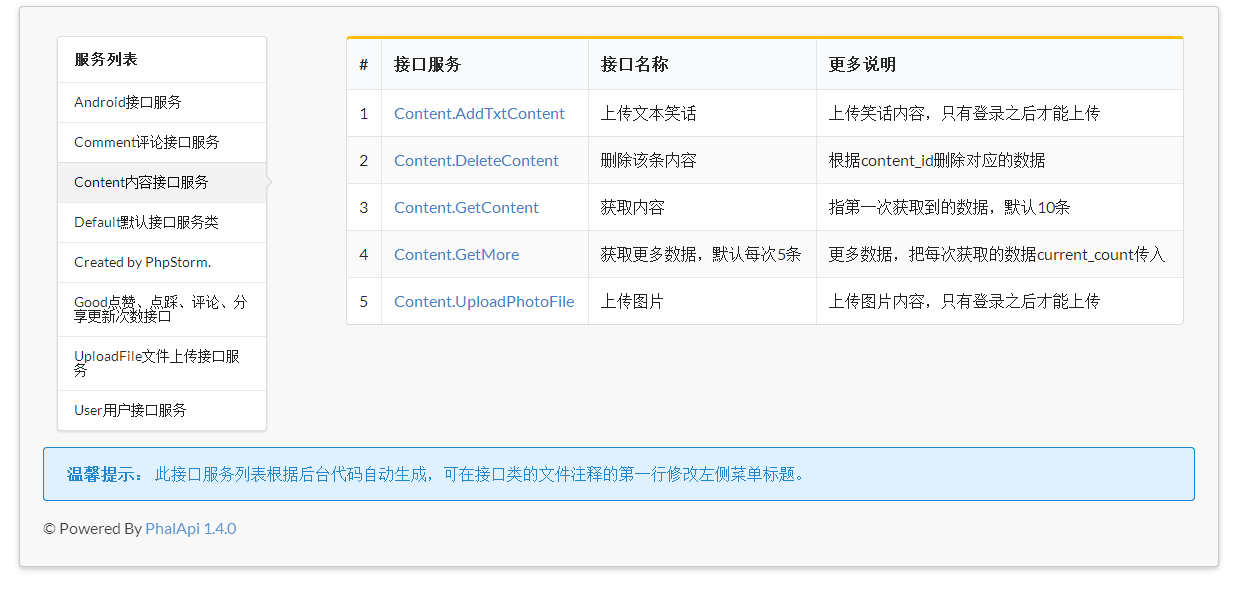 服务列表
Android接口服务
Comment评论接口服务
Content内容接口服务
Default默认接口服务类
Created by PhpStorm.
Good点赞、点踩、评论、分
享更新次数接口
UploadFile文件上传接口服
务
User用户接口服务
# 接口服务 接口名称 更多说明
1 Content.AddTxtContent 上传文本笑话 上传笑话内容，只有登录之后才能上传
2 Content.DeleteContent 删除该条内容 根据content_id删除对应的数据
3 Content.GetContent 获取内容 指第一次获取到的数据，默认10条
4 Content.GetMore 获取更多数据，默认每次5条 更多数据，把每次获取的数据current_count传入
5 Content.UploadPhotoFile 上传图片 上传图片内容，只有登录之后才能上传
温馨提示： 此接口服务列表根据后台代码自动生成，可在接口类的文件注释的第一行修改左侧菜单标题。
© Powered By PhalApi 1.4.0